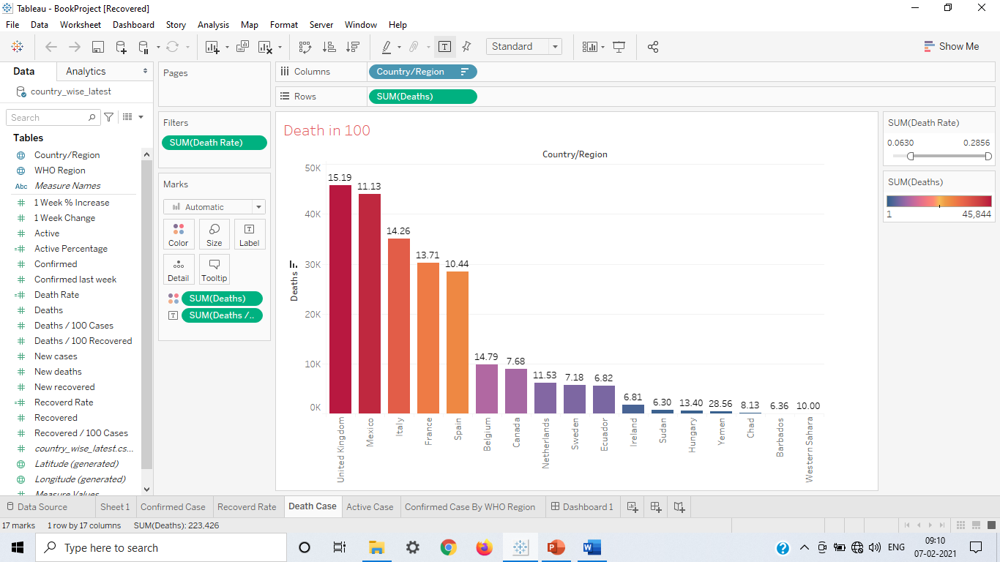 Tableau - BookProject [Recovered]
File Data Worksheet Dashboard Story Analysis Map Format Server Window Help
Standard
Show Me
Data Analytics
country_wise_latest
Search
Tables
Country/Region
WHO Region
Abc Measure Names
1 Week % Increase
1 Week Change
Active
Active Percentage
Confirmed
Confirmed last week
Death Rate
Deaths
Deaths / 100 Cases
Deaths / 100 Recovered
New cases
New deaths
New recovered
Recoverd Rate
Recovered
Recovered / 100 Cases
country_wise_latest.cs...
Latitude (generated)
Longitude (generated)
Measure Values
Pages
Filters
SUM(Death Rate)
Marks
Automatic
Color Size Label
Detail Tooltip
SUM(Deaths)
SUM(Deaths /..
Columns Country/Region
Rows SUM(Deaths)
Death in 100
Country/Region
Deaths
50K
40K
30K
20K
10K
0K
15.19 11.13 14.26 13.71 10.44 14.79 7.68 11.53 7.18 6.82 6.81 6.30 13.40 28.56 8.13 6.36 10.00
United Kingdom Mexico Italy France Spain Belgium Canada Netherlands Sweden Ecuador Ireland Sudan Hungary Yemen Chad Barbados Western Sahara
SUM(Death Rate)
0.0630 0.2856
SUM(Deaths)
1 45,844
Data Source Sheet 1 Confirmed Case Recoverd Rate Death Case Active Case Confirmed Case By WHO Region Dashboard 1
17 marks 1 row by 17 columns SUM(Deaths): 223,426
Type here to search
ENG
09:10
07-02-2021